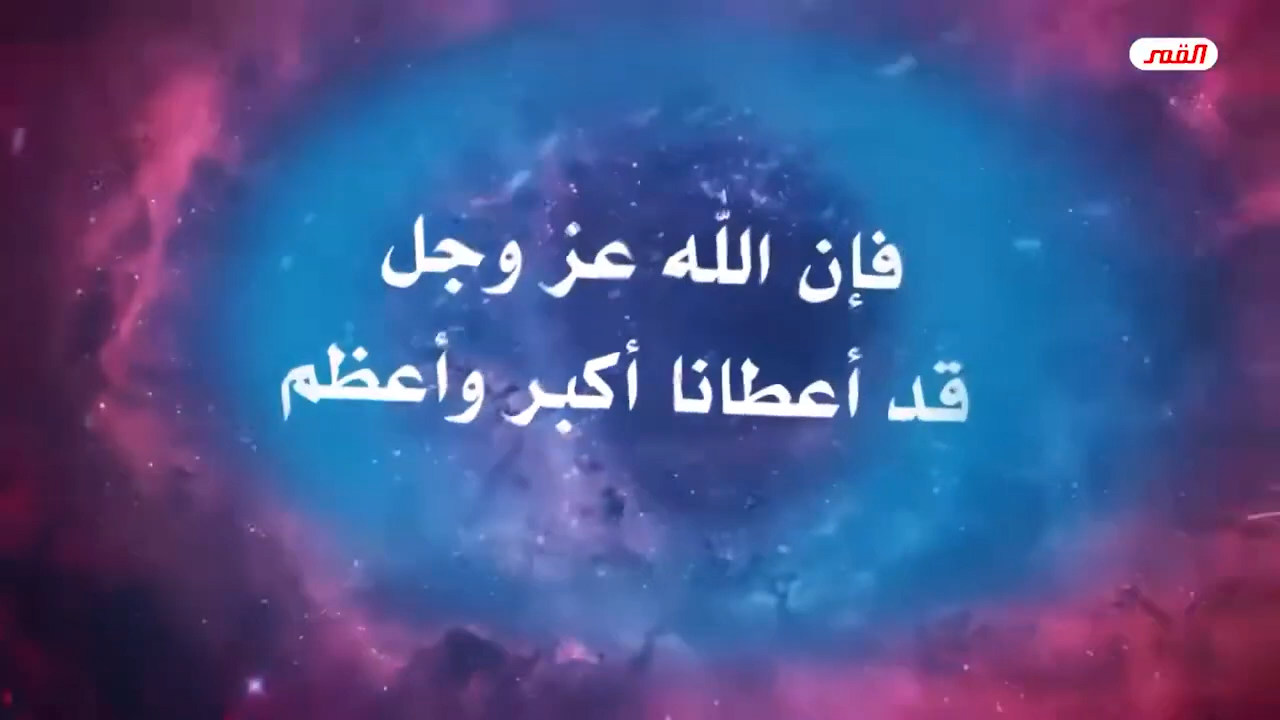 القمر
فإن الله عز وجل
قد أعطانا أكبر وأعظم